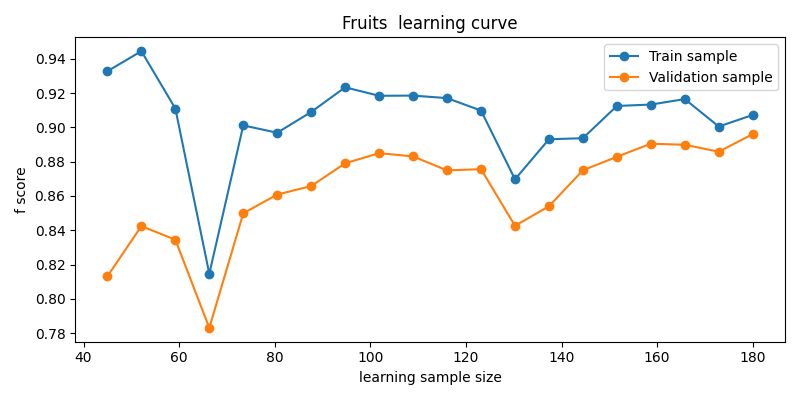 Fruits  learning curve
Train sample
Validation sample
f score
0.94
0.92
0.90
0.88
0.86
0.84
0.82
0.80
0.78
40 60 80 100 120 140 160 180
learning sample size